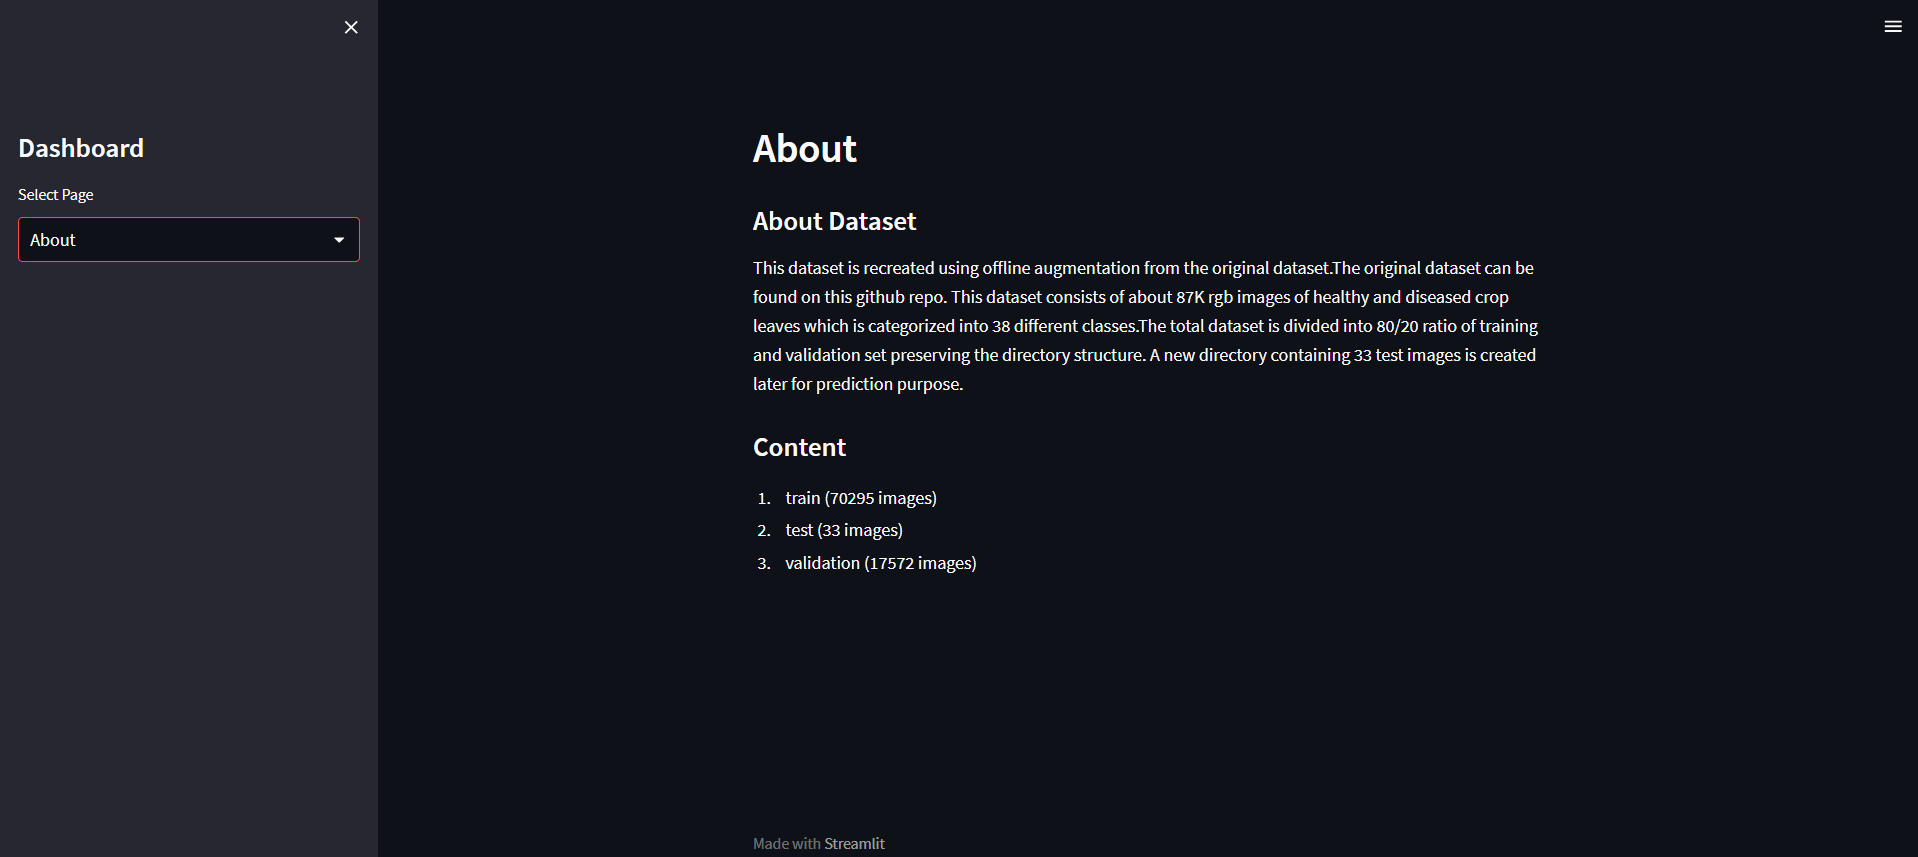 Dashboard
Select Page
About
About
About Dataset
This dataset is recreated using offline augmentation from the original dataset.The original dataset can be
found on this github repo. This dataset consists of about 87K rgb images of healthy and diseased crop
leaves which is categorized into 38 different classes.The total dataset is divided into 80/20 ratio of training
and validation set preserving the directory structure. A new directory containing 33 test images is created
later for prediction purpose.
Content
1. train (70295 images)
2. test (33 images)
3. validation (17572 images)
Made with Streamlit